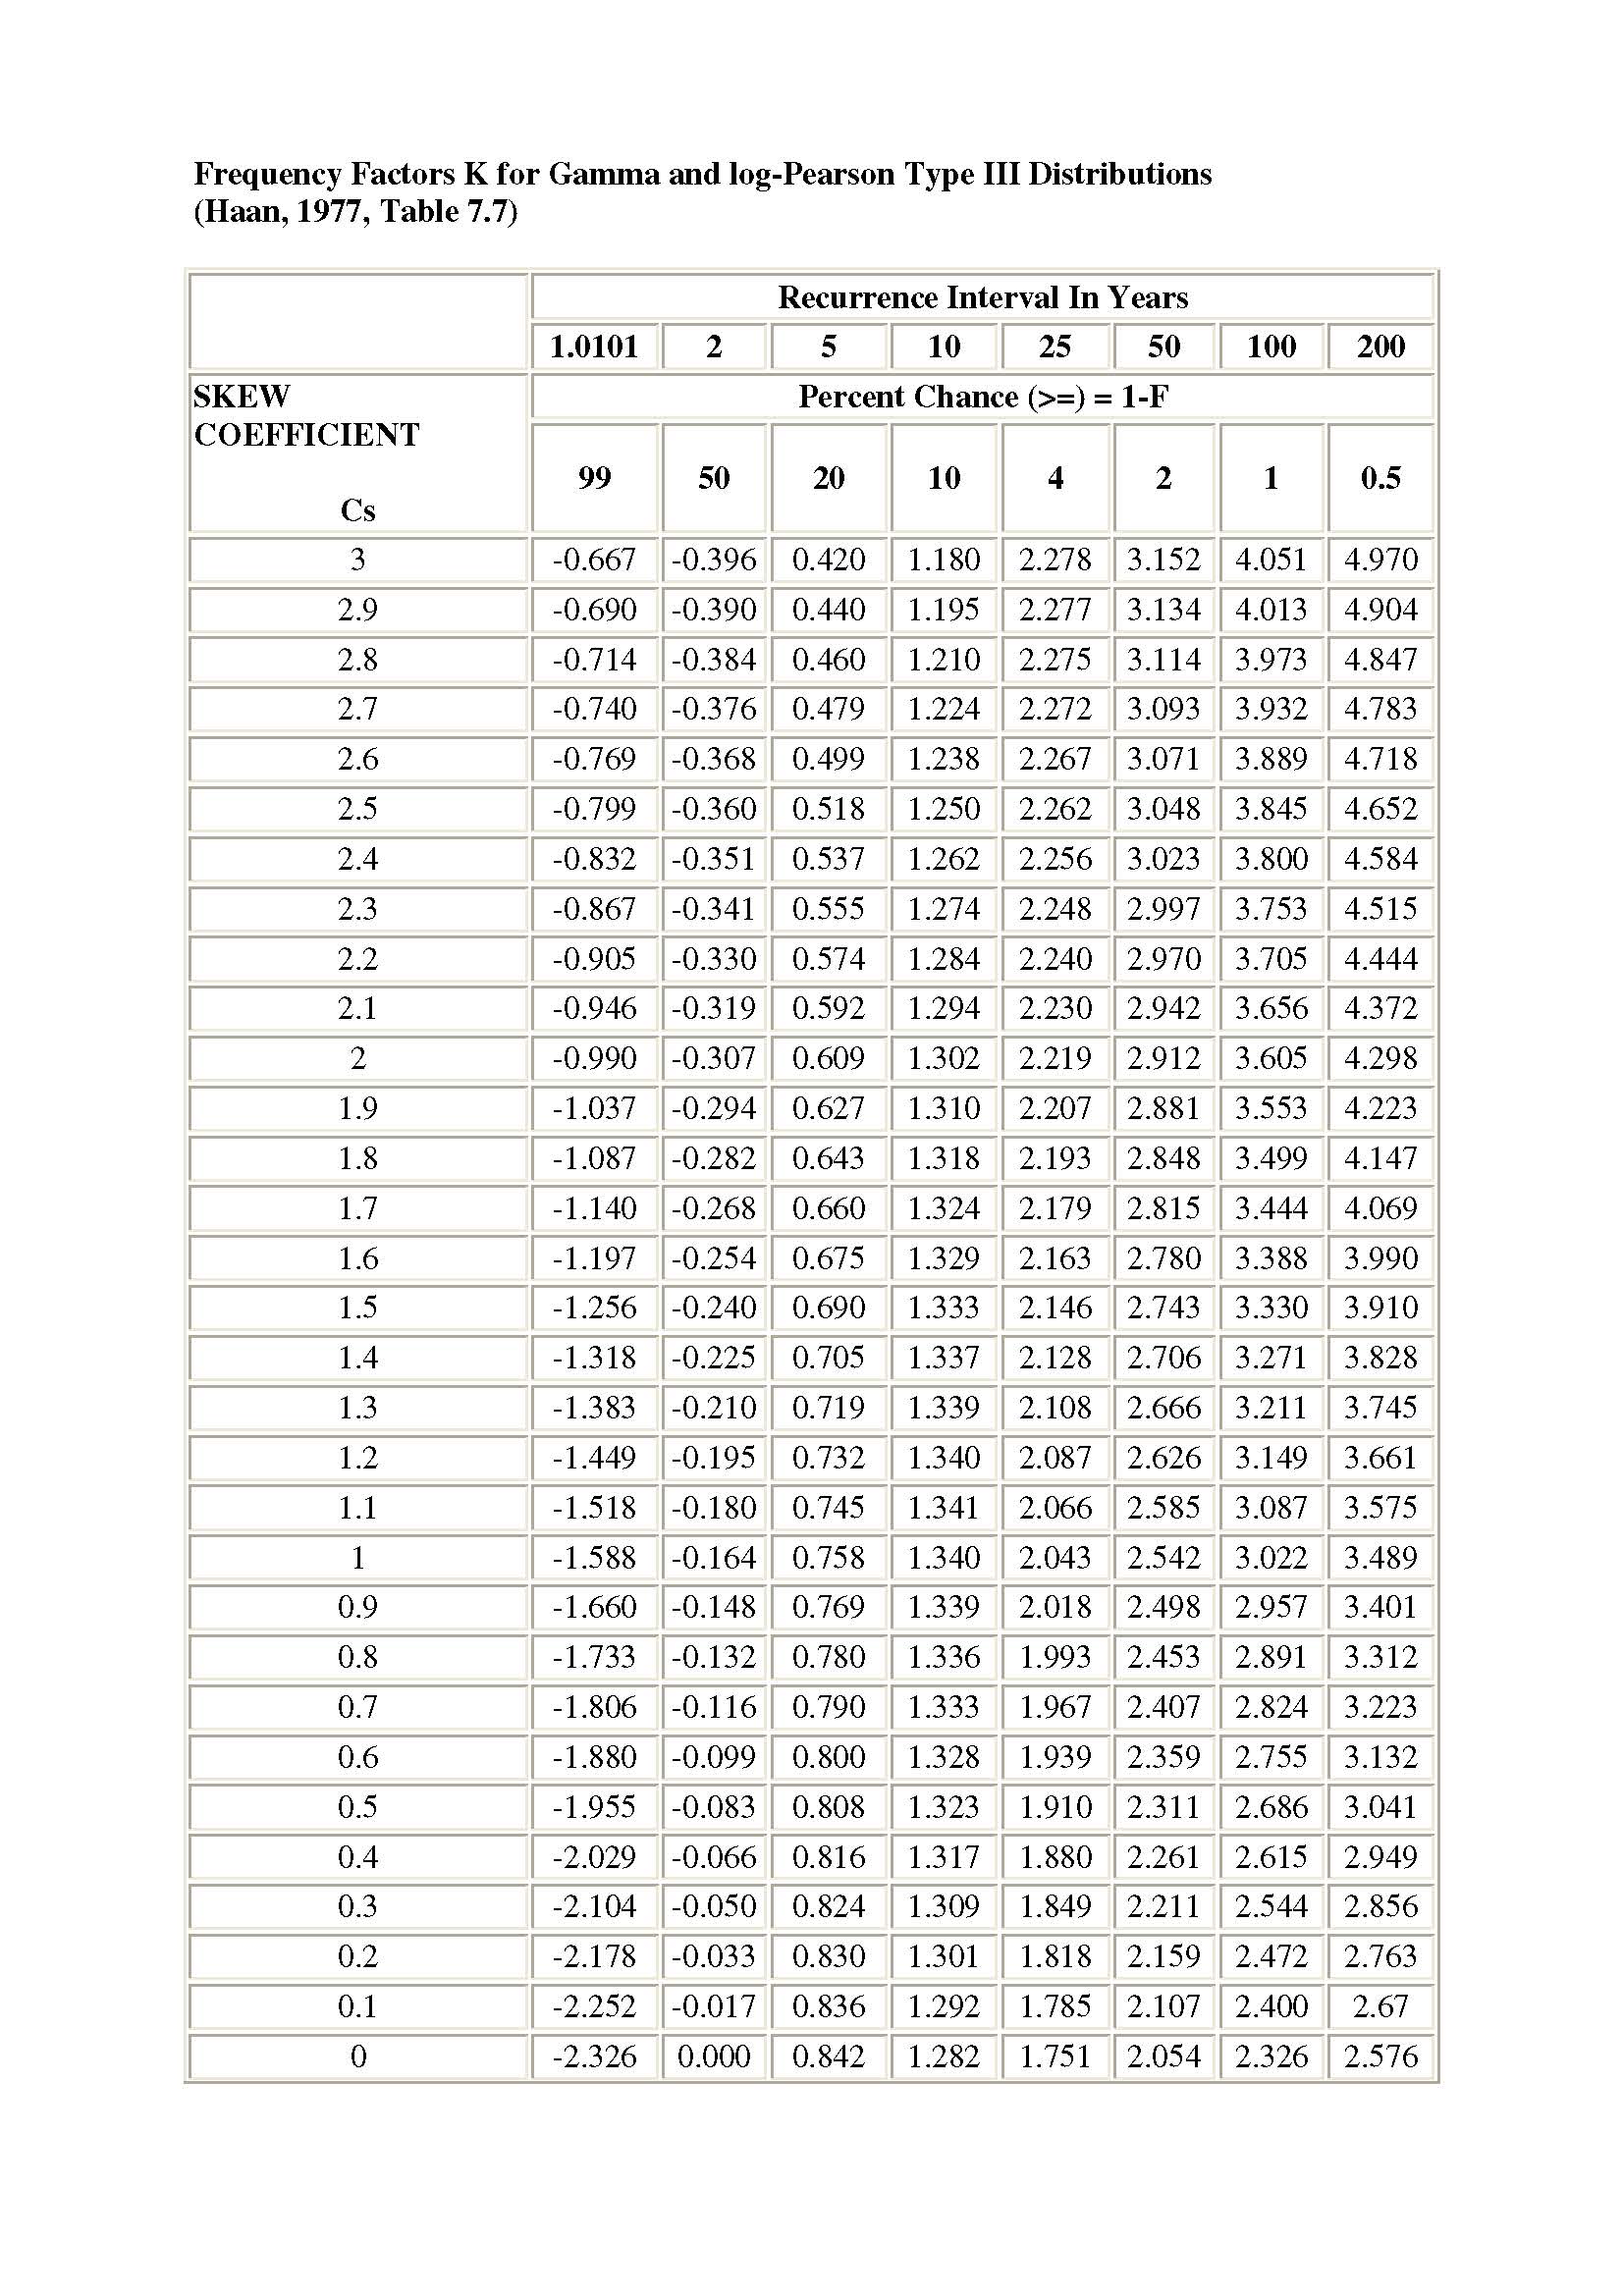 Frequency Factors K for Gamma and log-Pearson Type III Distributions
(Haan, 1977, Table 7.7)
Recurrence Interval In Years
1.0101 2 5 10 25 50 100 200
SKEW
COEFFICIENT
Cs
Percent Chance (>=) = 1-F
99 50 20 10 4 2 1 0.5
3 -0.667 -0.396 0.420 1.180 2.278 3.152 4.051 4.970
2.9 -0.690 -0.390 0.440 1.195 2.277 3.134 4.013 4.904
2.8 -0.714 -0.384 0.460 1.210 2.275 3.114 3.973 4.847
2.7 -0.740 -0.376 0.479 1.224 2.272 3.093 3.932 4.783
2.6 -0.769 -0.368 0.499 1.238 2.267 3.071 3.889 4.718
2.5 -0.799 -0.360 0.518 1.250 2.262 3.048 3.845 4.652
2.4 -0.832 -0.351 0.537 1.262 2.256 3.023 3.800 4.584
2.3 -0.867 -0.341 0.555 1.274 2.248 2.997 3.753 4.515
2.2 -0.905 -0.330 0.574 1.284 2.240 2.970 3.705 4.444
2.1 -0.946 -0.319 0.592 1.294 2.230 2.942 3.656 4.372
2 -0.990 -0.307 0.609 1.302 2.219 2.912 3.605 4.298
1.9 -1.037 -0.294 0.627 1.310 2.207 2.881 3.553 4.223
1.8 -1.087 -0.282 0.643 1.318 2.193 2.848 3.499 4.147
1.7 -1.140 -0.268 0.660 1.324 2.179 2.815 3.444 4.069
1.6 -1.197 -0.254 0.675 1.329 2.163 2.780 3.388 3.990
1.5 -1.256 -0.240 0.690 1.333 2.146 2.743 3.330 3.910
1.4 -1.318 -0.225 0.705 1.337 2.128 2.706 3.271 3.828
1.3 -1.383 -0.210 0.719 1.339 2.108 2.666 3.211 3.745
1.2 -1.449 -0.195 0.732 1.340 2.087 2.626 3.149 3.661
1.1 -1.518 -0.180 0.745 1.341 2.066 2.585 3.087 3.575
1 -1.588 -0.164 0.758 1.340 2.043 2.542 3.022 3.489
0.9 -1.660 -0.148 0.769 1.339 2.018 2.498 2.957 3.401
0.8 -1.733 -0.132 0.780 1.336 1.993 2.453 2.891 3.312
0.7 -1.806 -0.116 0.790 1.333 1.967 2.407 2.824 3.223
0.6 -1.880 -0.099 0.800 1.328 1.939 2.359 2.755 3.132
0.5 -1.955 -0.083 0.808 1.323 1.910 2.311 2.686 3.041
0.4 -2.029 -0.066 0.816 1.317 1.880 2.261 2.615 2.949
0.3 -2.104 -0.050 0.824 1.309 1.849 2.211 2.544 2.856
0.2 -2.178 -0.033 0.830 1.301 1.818 2.159 2.472 2.763
0.1 -2.252 -0.017 0.836 1.292 1.785 2.107 2.400 2.67
0 -2.326 0.000 0.842 1.282 1.751 2.054 2.326 2.576